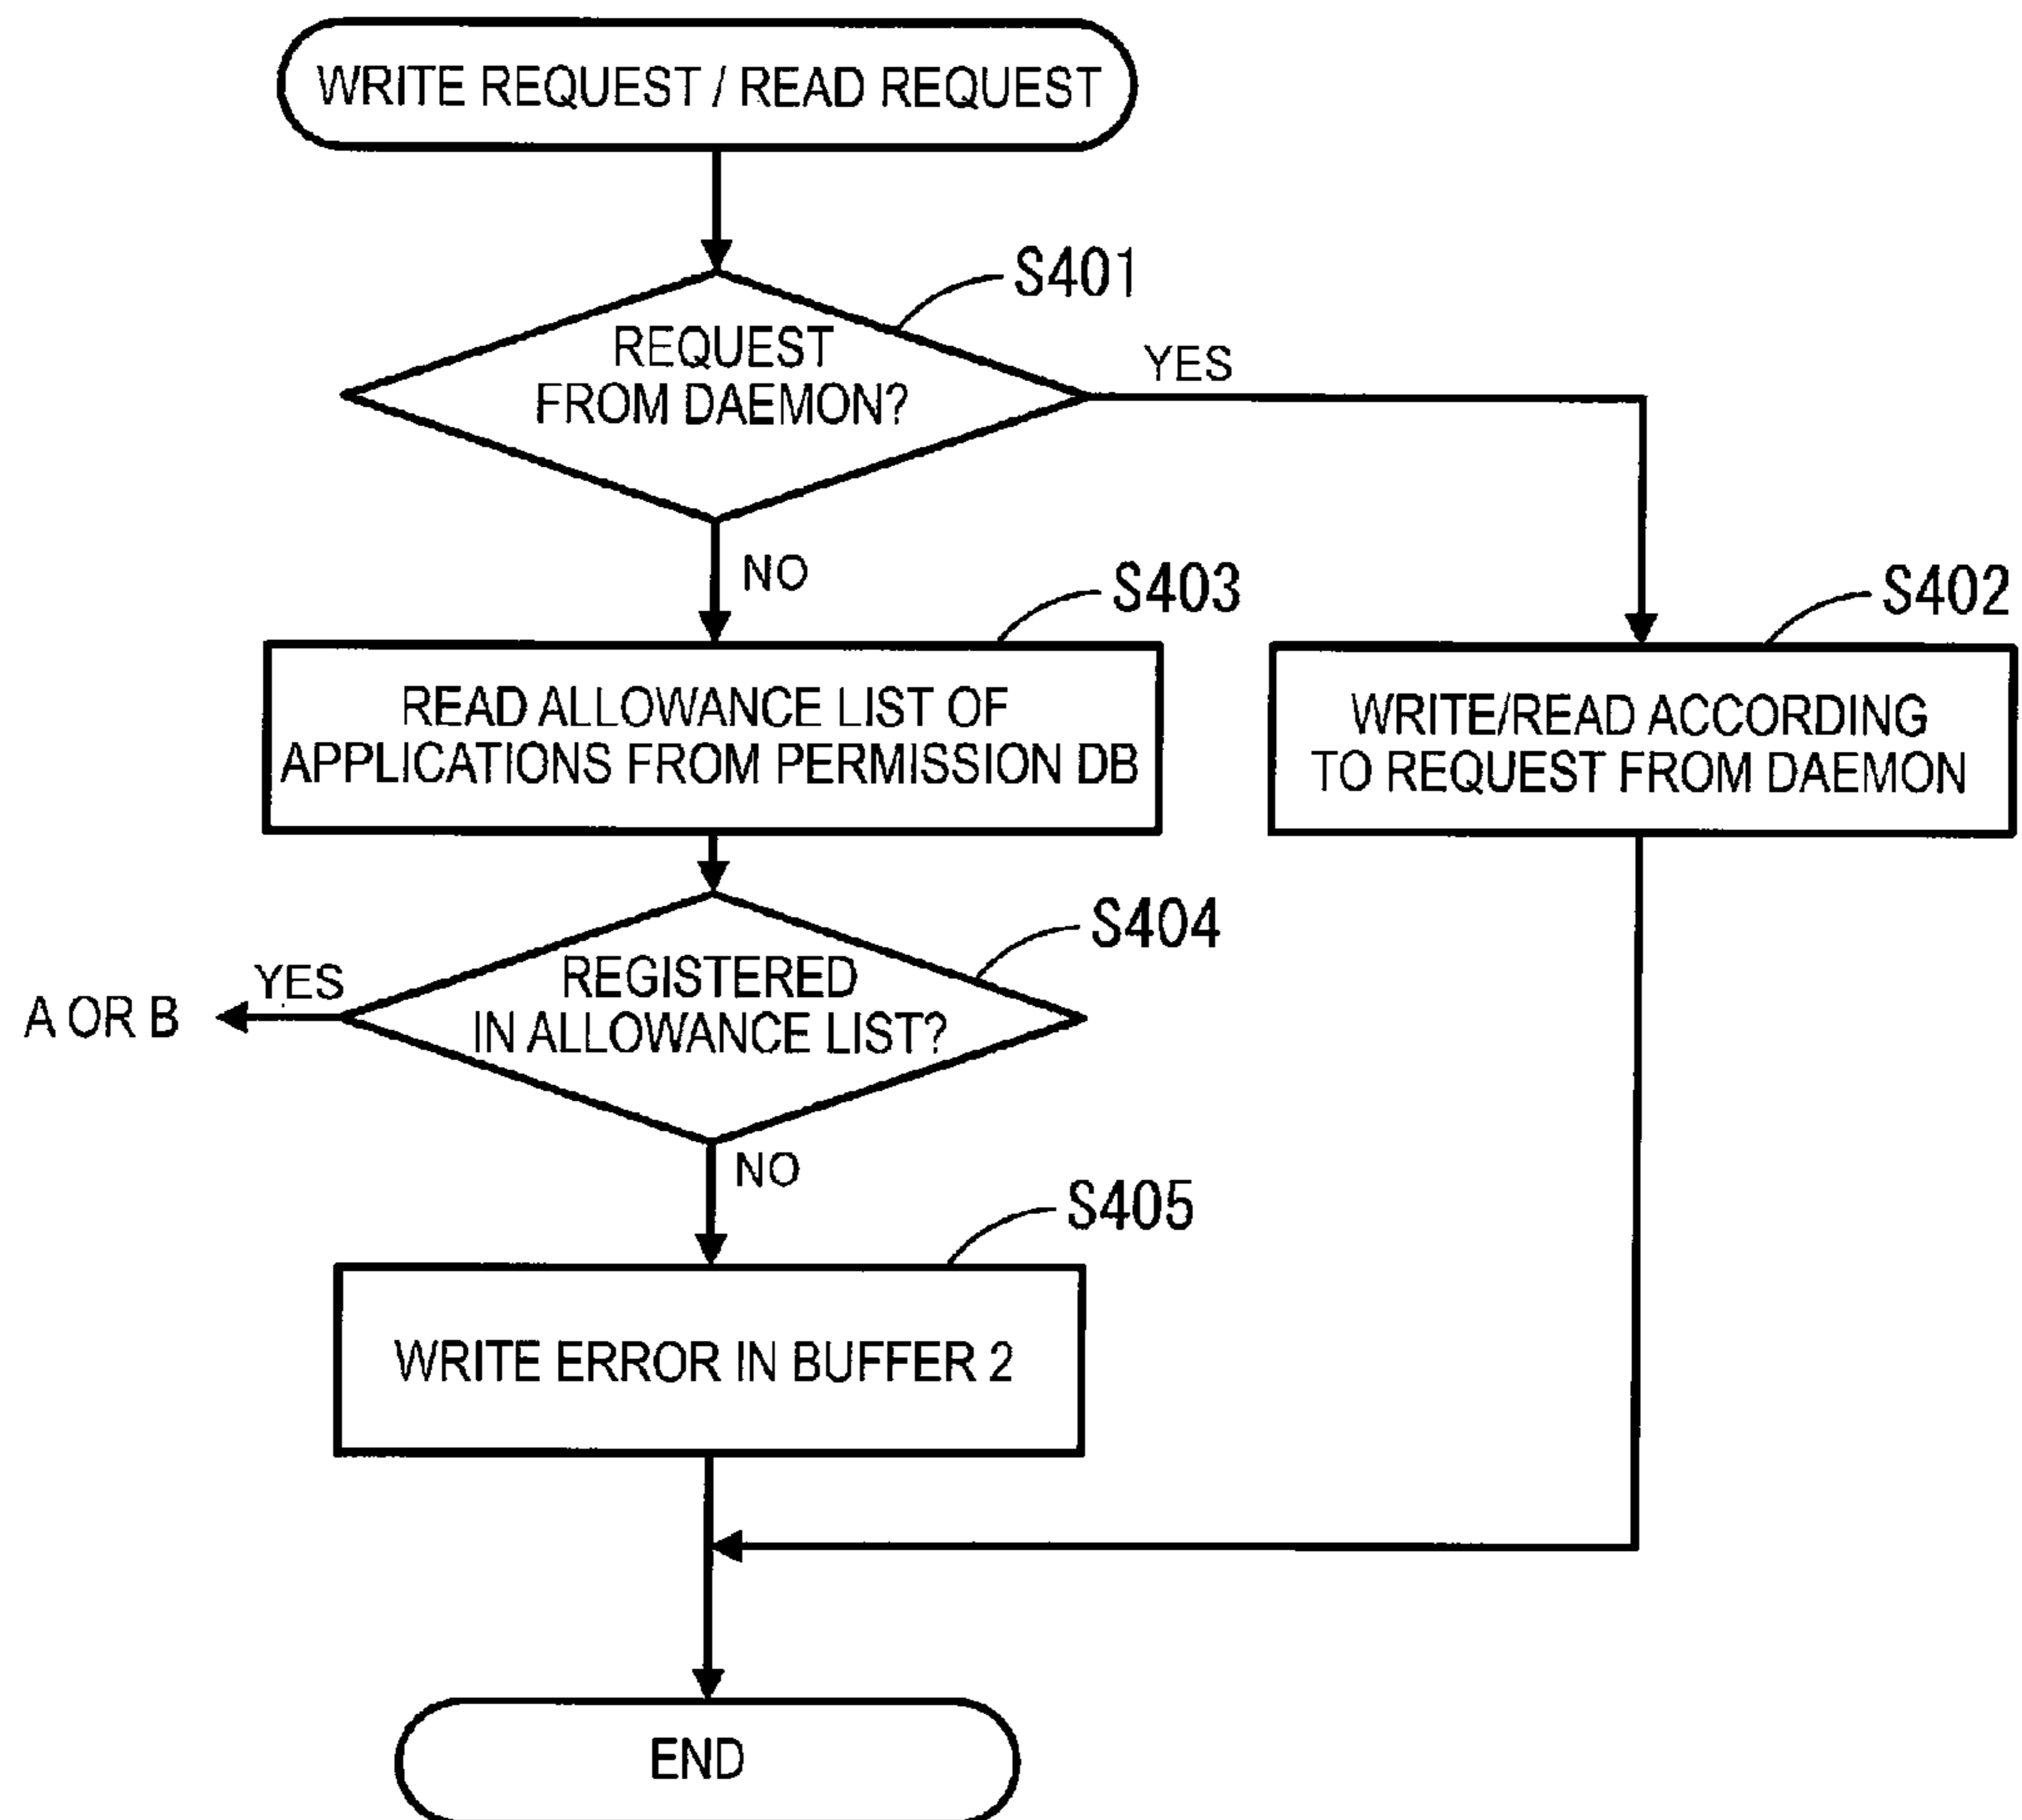 WRITE REQUEST / READ REQUEST
S401
REQUEST
FROM DAEMON?
YES
NO
S403
S402
READ ALLOWANCE LIST OF
APPLICATIONS FROM PERMISSION DB
WRITE/READ ACCORDING
TO REQUEST FROM DAEMON
S404
YES
REGISTERED
IN ALLOWANCE LIST?
A OR B
NO
S405
WRITE ERROR IN BUFFER 2
END